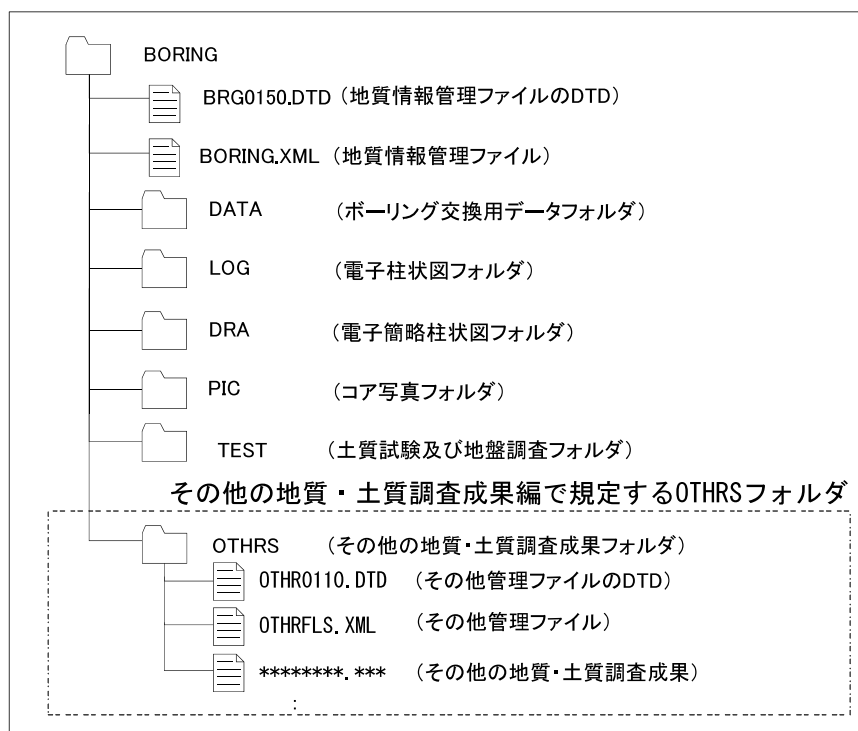 BORING
BRG0150.DTD (地質情報管理ファイルのDTD)
BORING.XML (地質情報管理ファイル)
DATA (ボーリング交換用データフォルダ)
LOG (電子柱状図フォルダ)
DRA (電子簡略柱状図フォルダ)
PIC (コア写真フォルダ)
TEST (土質試験及び地盤調査フォルダ)
その他の地質・土質調査成果編で規定するOTHRSフォルダ
OTHRS (その他の地質・土質調査成果フォルダ)
OTHR0110.DTD (その他管理ファイルのDTD)
OTHRFLS.XML (その他管理ファイル)
********.*** (その他の地質・土質調査成果)
: